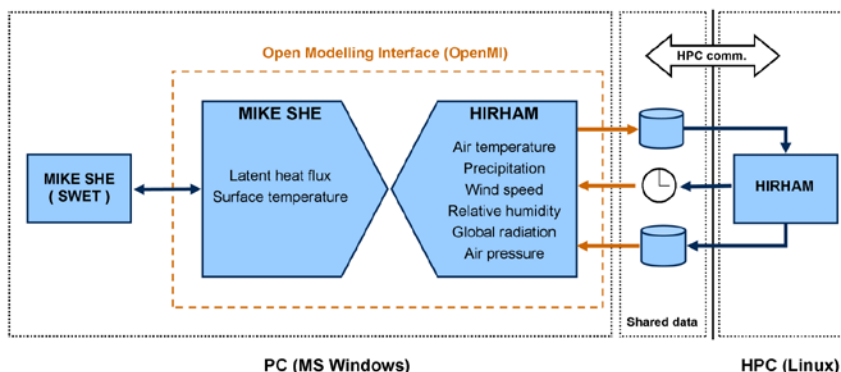 Open Modelling Interface (OpenMI)
HPC comm.
MIKE SHE
( SWET )
MIKE SHE
Latent heat flux
Surface temperature
HIRHAM
Air temperature
Precipitation
Wind speed
Relative humidity
Global radiation
Air pressure
HIRHAM
Shared data
PC (MS Windows)
HPC (Linux)